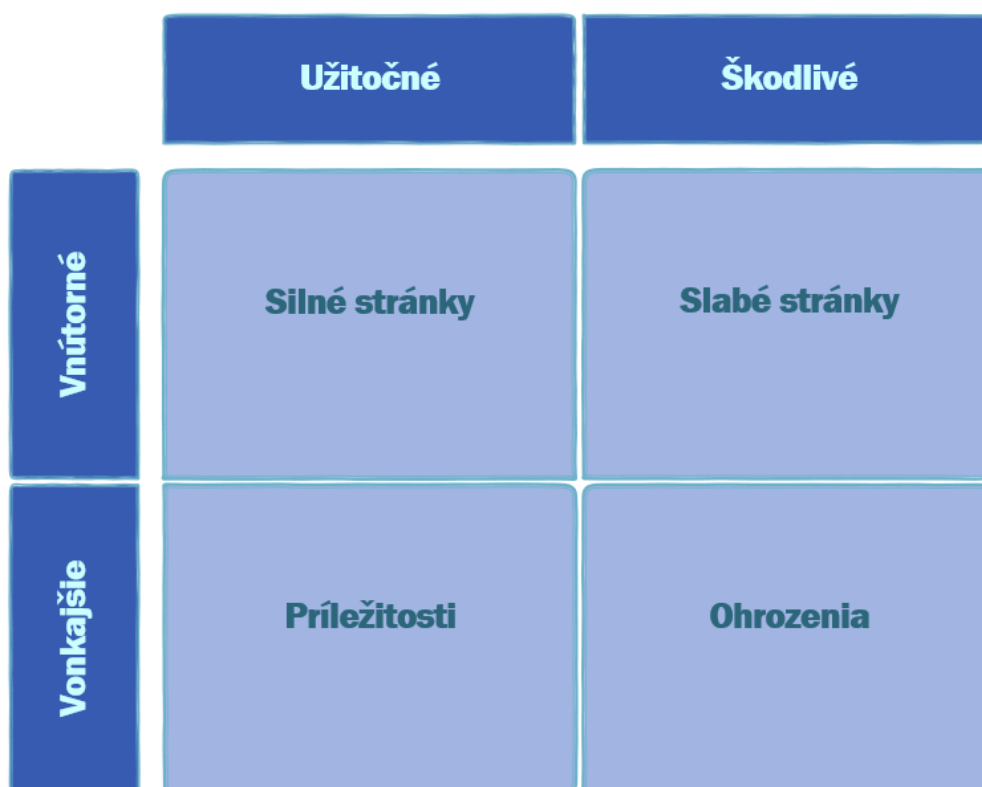 Užitočné
Škodlivé
Vnútorné
Silné stránky
Slabé stránky
Vonkajšie
Príležitosti
Ohrozenia